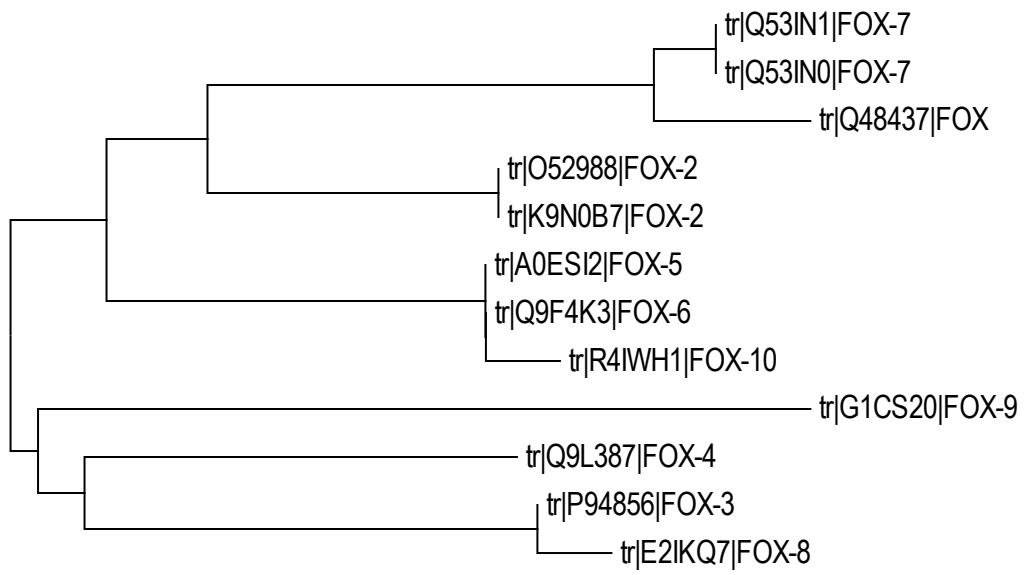 tr|Q53IN1|FOX-7
tr|Q53IN0|FOX-7
tr|Q48437|FOX
tr|O52988|FOX-2
tr|K9N0B7|FOX-2
tr|A0ESI2|FOX-5
tr|Q9F4K3|FOX-6
tr|R4IWH1|FOX-10
tr|G1CS20|FOX-9
tr|Q9L387|FOX-4
tr|P94856|FOX-3
tr|E2IKQ7|FOX-8